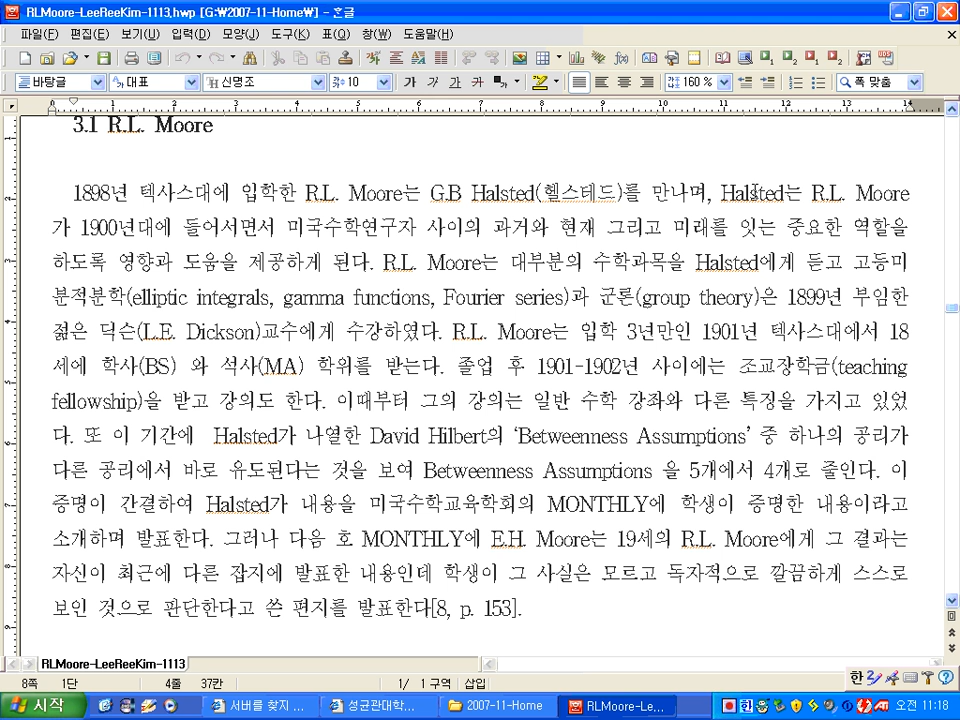 RLMoore-LeeReeKim-1113.hwp [G:\2007-11-Home\] - 한글
파일(F) 편집(E) 보기(U) 입력(D) 모양(J) 도구(K) 표(Q) 창(W) 도움말(H)
바탕글 대표 신명조 10 가 가 가 가 160 % 폭 맞춤
0 1 2 3 4 5 6 7 8 9 10 11 12 13 14
3.1 R.L. Moore
1898년 텍사스대에 입학한 R.L. Moore는 G.B Halsted(헬스테드)를 만나며, Halsted는 R.L. Moore
가 1900년대에 들어서면서 미국수학연구자 사이의 과거와 현재 그리고 미래를 잇는 중요한 역할을
하도록 영향과 도움을 제공하게 된다. R.L. Moore는 대부분의 수학과목을 Halsted에게 듣고 고등미
분적분학(elliptic integrals, gamma functions, Fourier series)과 군론(group theory)은 1899년 부임한
젊은 딕슨(L.E. Dickson)교수에게 수강하였다. R.L. Moore는 입학 3년만인 1901년 텍사스대에서 18
세에 학사(BS) 와 석사(MA) 학위를 받는다. 졸업 후 1901-1902년 사이에는 조교장학금(teaching
fellowship)을 받고 강의도 한다. 이때부터 그의 강의는 일반 수학 강좌와 다른 특징을 가지고 있었
다. 또 이 기간에 Halsted가 나열한 David Hilbert의 ‘Betweenness Assumptions’ 중 하나의 공리가
다른 공리에서 바로 유도된다는 것을 보여 Betweenness Assumptions 을 5개에서 4개로 줄인다. 이
증명이 간결하여 Halsted가 내용을 미국수학교육학회의 MONTHLY에 학생이 증명한 내용이라고
소개하며 발표한다. 그러나 다음 호 MONTHLY에 E.H. Moore는 19세의 R.L. Moore에게 그 결과는
자신이 최근에 다른 잡지에 발표한 내용인데 학생이 그 사실은 모르고 독자적으로 깔끔하게 스스로
보인 것으로 판단한다고 쓴 편지를 발표한다[8, p. 153].
RLMoore-LeeReeKim-1113
8쪽 1단 4줄 37칸 1/ 1 구역 삽입
한
시작 서버를 찾지 ... 성균관대학... 2007-11-Home RLMoore-Le... 오전 11:18